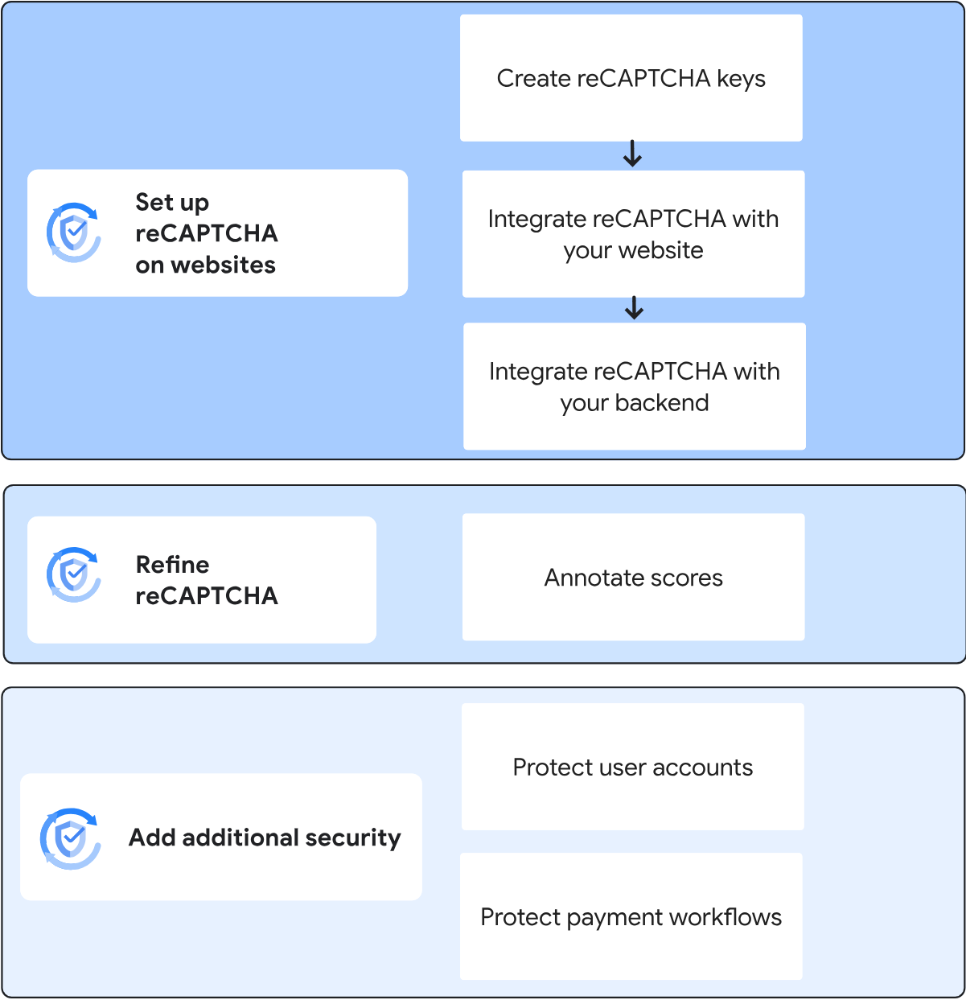 Create reCAPTCHA keys
Set up
reCAPTCHA
on websites
Integrate reCAPTCHA with
your website
Integrate reCAPTCHA with
your backend
Refine
reCAPTCHA
Annotate scores
Protect user accounts
Add additional security
Protect payment workflows